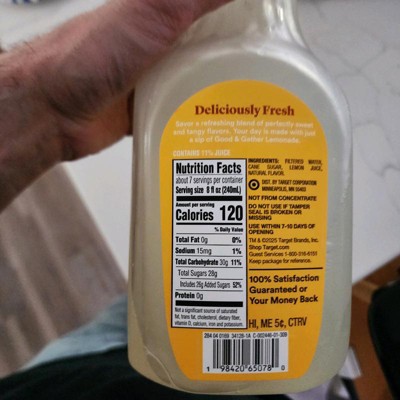 Deliciously Fresh
Savor a refreshing blend of perfectly sweet
and tangy flavors. Your day is made with just
a sip of Good & Gather Lemonade.
CONTAINS 11% JUICE
Nutrition Facts
about 7 servings per container
Serving size 8 fl oz (240mL)
Amount per serving
Calories 120
% Daily Value
Total Fat 0g 0%
Sodium 15mg 1%
Total Carbohydrate 30g 11%
Total Sugars 28g
Includes 26g Added Sugars 52%
Protein 0g
Not a significant source of saturated
fat, trans fat, cholesterol, dietary fiber,
vitamin D, calcium, iron and potassium.
INGREDIENTS: FILTERED WATER,
CANE SUGAR, LEMON JUICE,
NATURAL FLAVOR.
DIST. BY TARGET CORPORATION
MINNEAPOLIS, MN 55403
NOT FROM CONCENTRATE
DO NOT USE IF TAMPER
SEAL IS BROKEN OR
MISSING
USE WITHIN 7-10 DAYS OF
OPENING
TM & ©2025 Target Brands, Inc.
Shop Target.com
Guest Services 1-800-316-6151
Keep package for reference.
100% Satisfaction
Guaranteed or
Your Money Back
HI, ME 5¢, CTRV
1 98420 65078 0